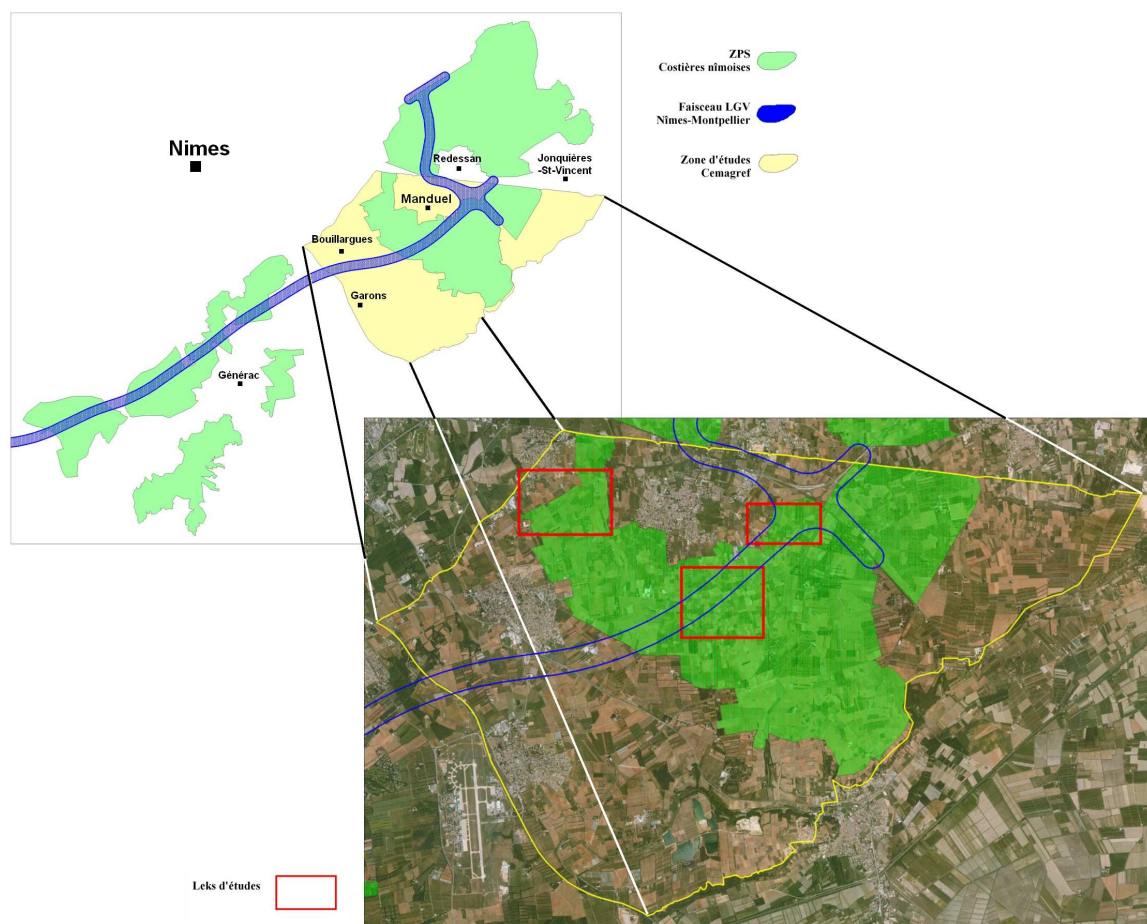 ZPS
Costières nîmoises
Faisceau LGV
Nîmes-Montpellier
Zone d'études
Cemagref
Nimes
Redessan
Jonquières
-St-Vincent
Manduel
Bouillargues
Garons
Générac
Leks d'études